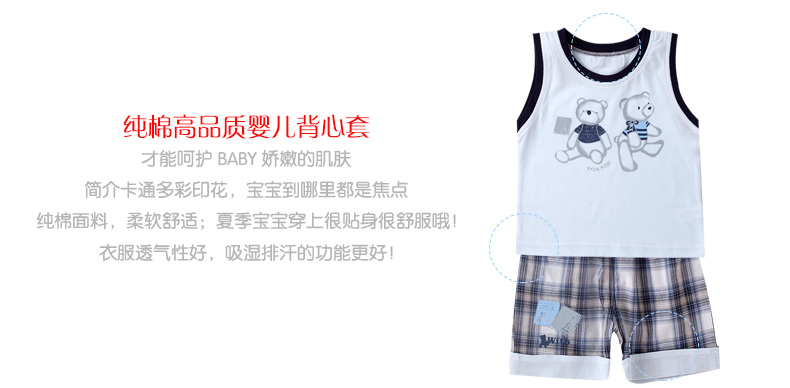 纯棉高品质婴儿背心套
才能呵护 BABY 娇嫩的肌肤
简介卡通多彩印花，宝宝到哪里都是焦点
纯棉面料，柔软舒适；夏季宝宝穿上很贴身很舒服哦！
衣服透气性好，吸湿排汗的功能更好！